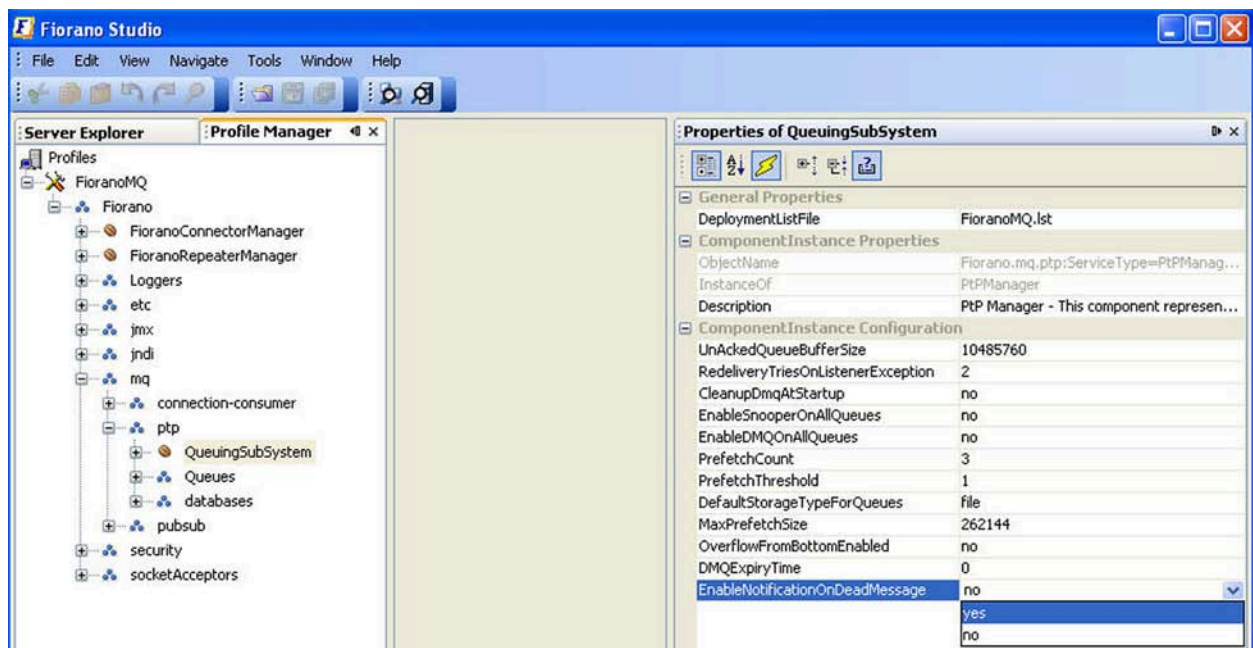 Fiorano Studio
File Edit View Navigate Tools Window Help
Server Explorer Profile Manager
Profiles
FioranoMQ
Fiorano
FioranoConnectorManager
FioranoRepeaterManager
Loggers
etc
jmx
jndi
mq
connection-consumer
ptp
QueuingSubSystem
Queues
databases
pubsub
security
socketAcceptors
Properties of QueuingSubSystem
General Properties
DeploymentListFile FioranoMQ.lst
ComponentInstance Properties
ObjectName Fiorano.mq.ptp:ServiceType=PtPManag...
InstanceOf PtPManager
Description PtP Manager - This component represen...
ComponentInstance Configuration
UnAckedQueueBufferSize 10485760
RedeliveryTriesOnListenerException 2
CleanupDmqAtStartup no
EnableSnooperOnAllQueues no
EnableDMQOnAllQueues no
PrefetchCount 3
PrefetchThreshold 1
DefaultStorageTypeForQueues file
MaxPrefetchSize 262144
OverflowFromBottomEnabled no
DMQExpiryTime 0
EnableNotificationOnDeadMessage no
yes
no